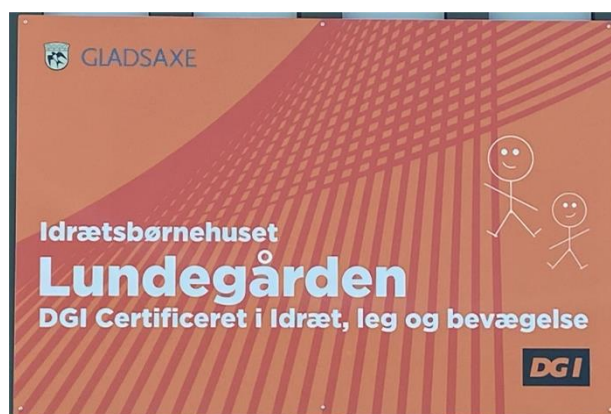 GLADSAXE
Idrætsbørnehuset
Lundegården
DGI Certificeret i Idræt, leg og bevægelse
DGI